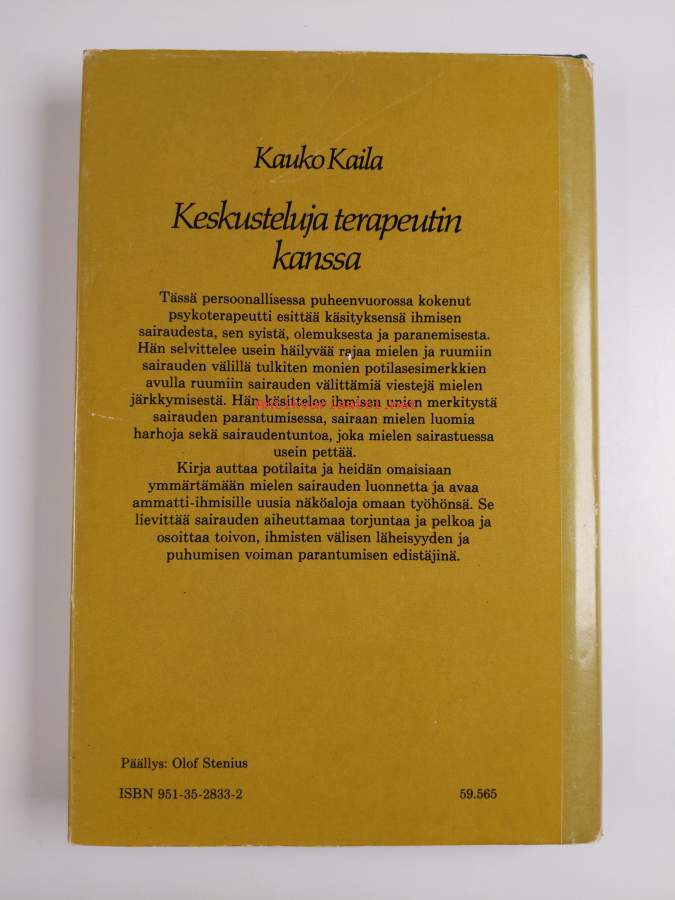 Kauko Kaila
Keskusteluja terapeutin
kanssa
Tässä persoonallisessa puheenvuorossa kokenut
psykoterapeutti esittää käsityksensä ihmisen
sairaudesta, sen syistä, olemuksesta ja paranemisesta.
Hän selvittelee usein häilyvää rajaa mielen ja ruumiin
sairauden välillä tulkiten monien potilasesimerkkien
avulla ruumiin sairauden välittämiä viestejä mielen
järkkymisestä. Hän käsittelee ihmisen unien merkitystä
sairauden parantumisessa, sairaan mielen luomia
harhoja sekä sairaudentuntoa, joka mielen sairastuessa
usein pettää.
Kirja auttaa potilaita ja heidän omaisiaan
ymmärtämään mielen sairauden luonnetta ja avaa
ammatti-ihmisille uusia näköaloja omaan työhönsä. Se
lievittää sairauden aiheuttamaa torjuntaa ja pelkoa ja
osoittaa toivon, ihmisten välisen läheisyyden ja
puhumisen voiman parantumisen edistäjinä.
Päällys: Olof Stenius
ISBN 951-35-2833-2 59.565